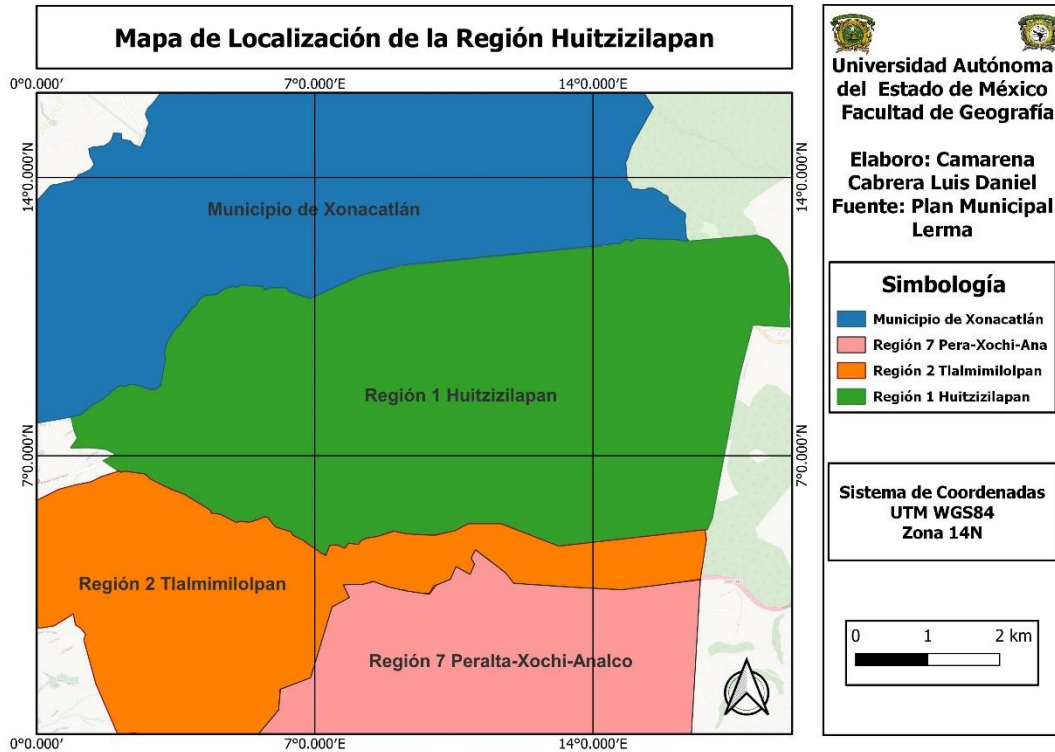 Mapa de Localización de la Región Huitzizilapan
0°0.000′
7°0.000′E
14°0.000′E
14°0.000′N
14°0.000′N
Municipio de Xonacatlán
Región 1 Huitzizilapan
7°0.000′N
7°0.000′N
Región 2 Tlalmimilolpan
Región 7 Peralta-Xochi-Analco
0°0.000′
7°0.000′E
14°0.000′E
Universidad Autónoma
del Estado de México
Facultad de Geografía
Elaboro: Camarena
Cabrera Luis Daniel
Fuente: Plan Municipal
Lerma
Simbología
Municipio de Xonacatlán
Región 7 Pera-Xochi-Ana
Región 2 Tlalmimilolpan
Región 1 Huitzizilapan
Sistema de Coordenadas
UTM WGS84
Zona 14N
0 1 2 km